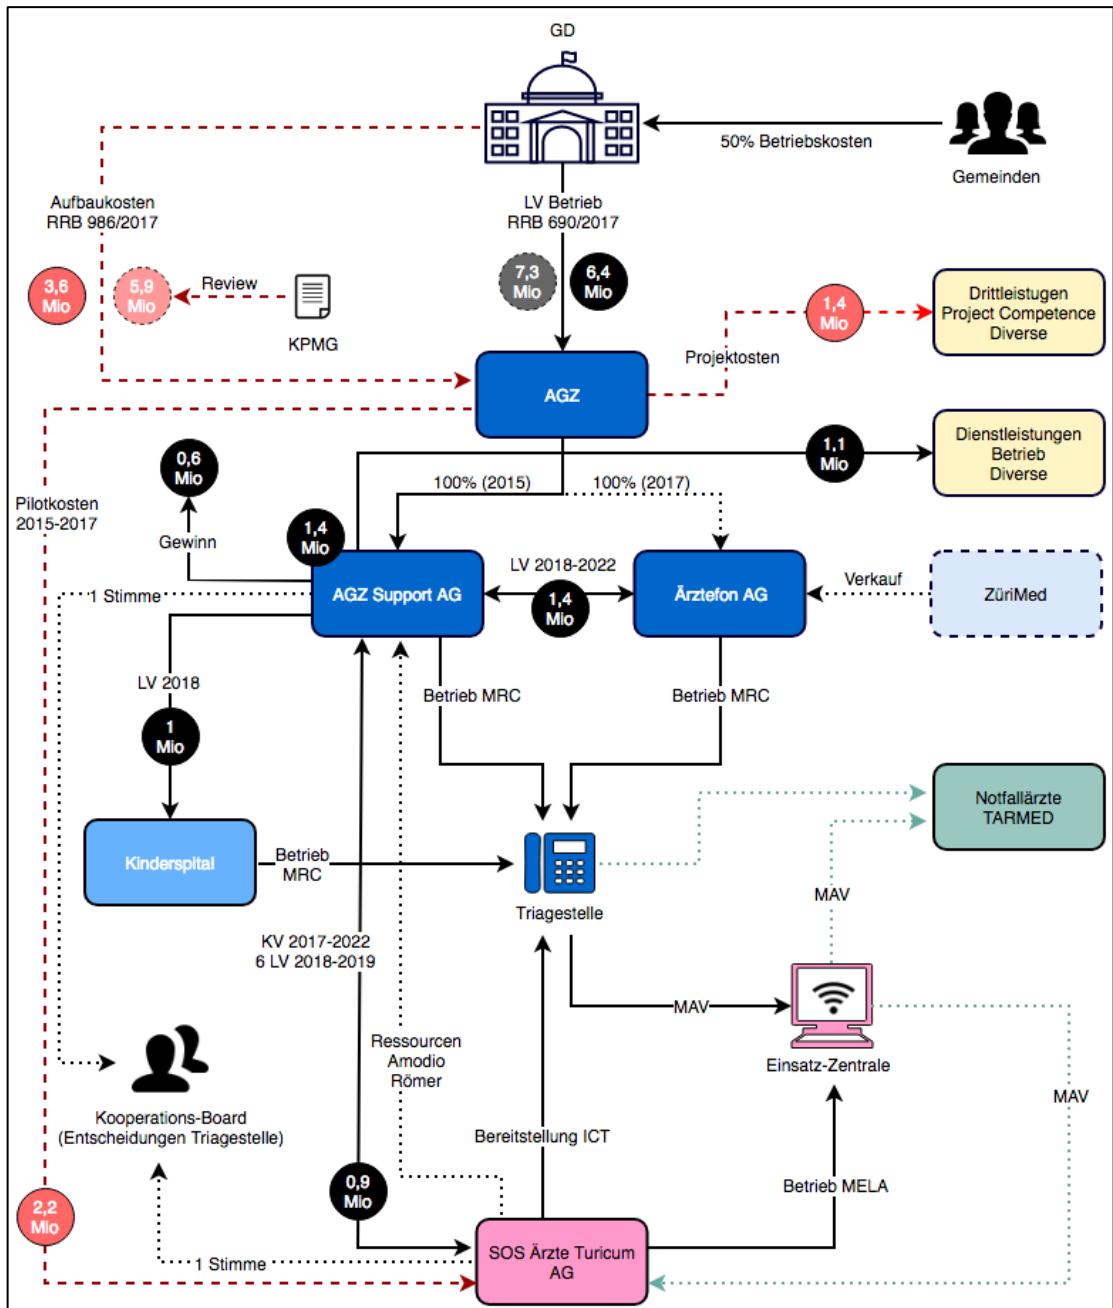 GD
50% Betriebskosten
Gemeinden
Aufbaukosten
RRB 986/2017
LV Betrieb
RRB 690/2017
3,6
Mio
5,9
Mio
Review
KPMG
7,3
Mio
6,4
Mio
1,4
Mio
Drittleistugen
Project Competence
Diverse
Projektosten
AGZ
0,6
Mio
1,1
Mio
Dienstleistungen
Betrieb
Diverse
Pilotkosten
2015-2017
100% (2015)
100% (2017)
Gewinn
1,4
Mio
1 Stimme
AGZ Support AG
LV 2018-2022
1,4
Mio
Ärztefon AG
Verkauf
ZüriMed
LV 2018
1
Mio
Betrieb MRC
Betrieb MRC
Notfallärzte
TARMED
Kinderspital
Betrieb
MRC
Triagestelle
MAV
KV 2017-2022
6 LV 2018-2019
MAV
Einsatz-Zentrale
Ressourcen
Amodio
Römer
MAV
Kooperations-Board
(Entscheidungen Triagestelle)
Bereitstellung ICT
Betrieb MELA
0,9
Mio
2,2
Mio
1 Stimme
SOS Ärzte Turicum
AG